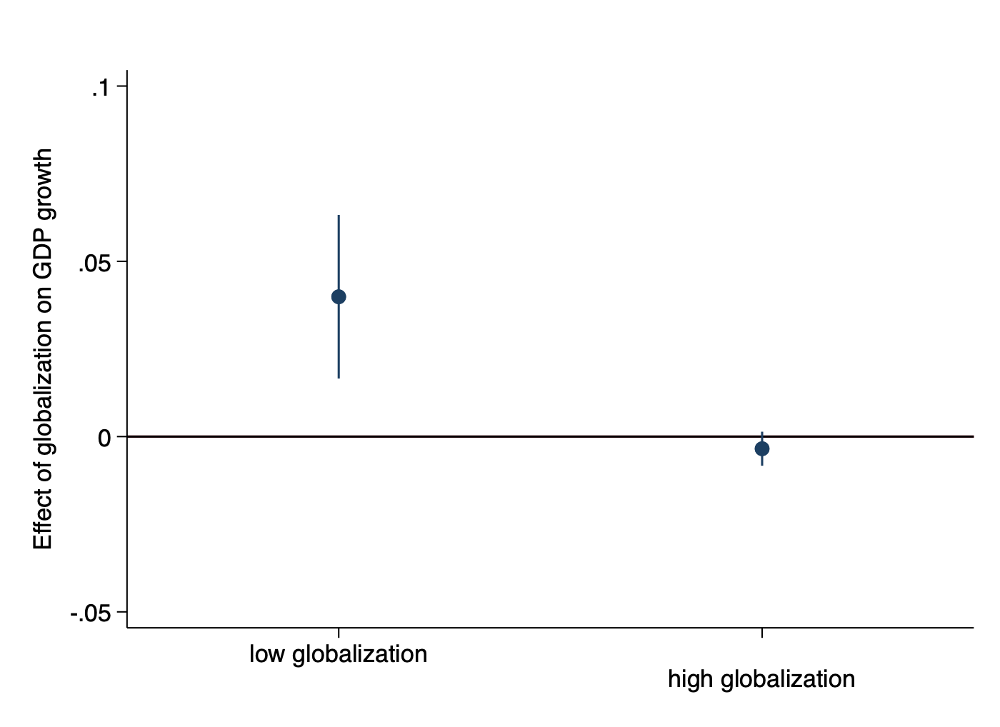 Effect of globalization on GDP growth
.1
.05
0
-.05
low globalization
high globalization